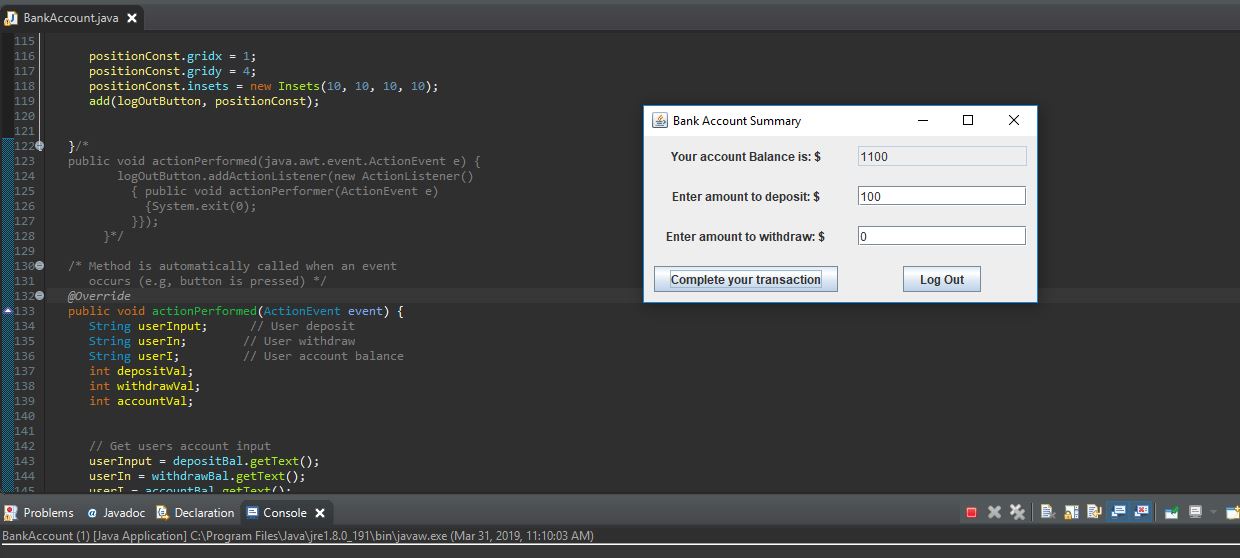 BankAccount.java
115
116 positionConst.gridx = 1;
117 positionConst.gridy = 4;
118 positionConst.insets = new Insets(10, 10, 10, 10);
119 add(logOutButton, positionConst);
120
121
122 }/*
123 public void actionPerformed(java.awt.event.ActionEvent e) {
124 logOutButton.addActionListener(new ActionListener()
125 { public void actionPerformer(ActionEvent e)
126 {System.exit(0);
127 }});
128 }*/
129
130 /* Method is automatically called when an event
131 occurs (e.g, button is pressed) */
132 @Override
133 public void actionPerformed(ActionEvent event) {
134 String userInput; // User deposit
135 String userIn; // User withdraw
136 String userI; // User account balance
137 int depositVal;
138 int withdrawVal;
139 int accountVal;
140
141
142 // Get users account input
143 userInput = depositBal.getText();
144 userIn = withdrawBal.getText();
145 userI = accountBal.getText();
Bank Account Summary
Your account Balance is: $ 1100
Enter amount to deposit: $ 100
Enter amount to withdraw: $ 0
Complete your transaction Log Out
Problems @ Javadoc Declaration Console
BankAccount (1) [Java Application] C:\Program Files\Java\jre1.8.0_191\bin\javaw.exe (Mar 31, 2019, 11:10:03 AM)